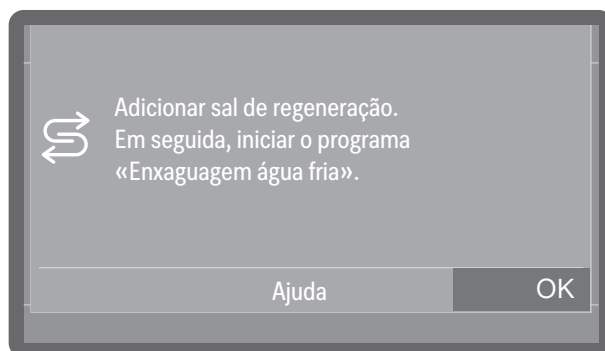 Adicionar sal de regeneração.
Em seguida, iniciar o programa
«Enxaguagem água fria».
Ajuda
OK